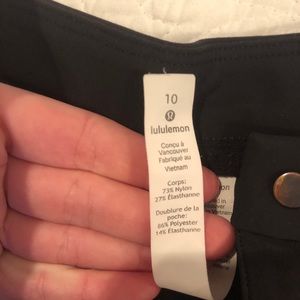 10
lululemon
Conçu à
Vancouver
Fabriqué au
Vietnam
Corps:
73% Nylon
27% Élasthanne
Doublure de la
poche:
86% Polyester
14% Élasthanne